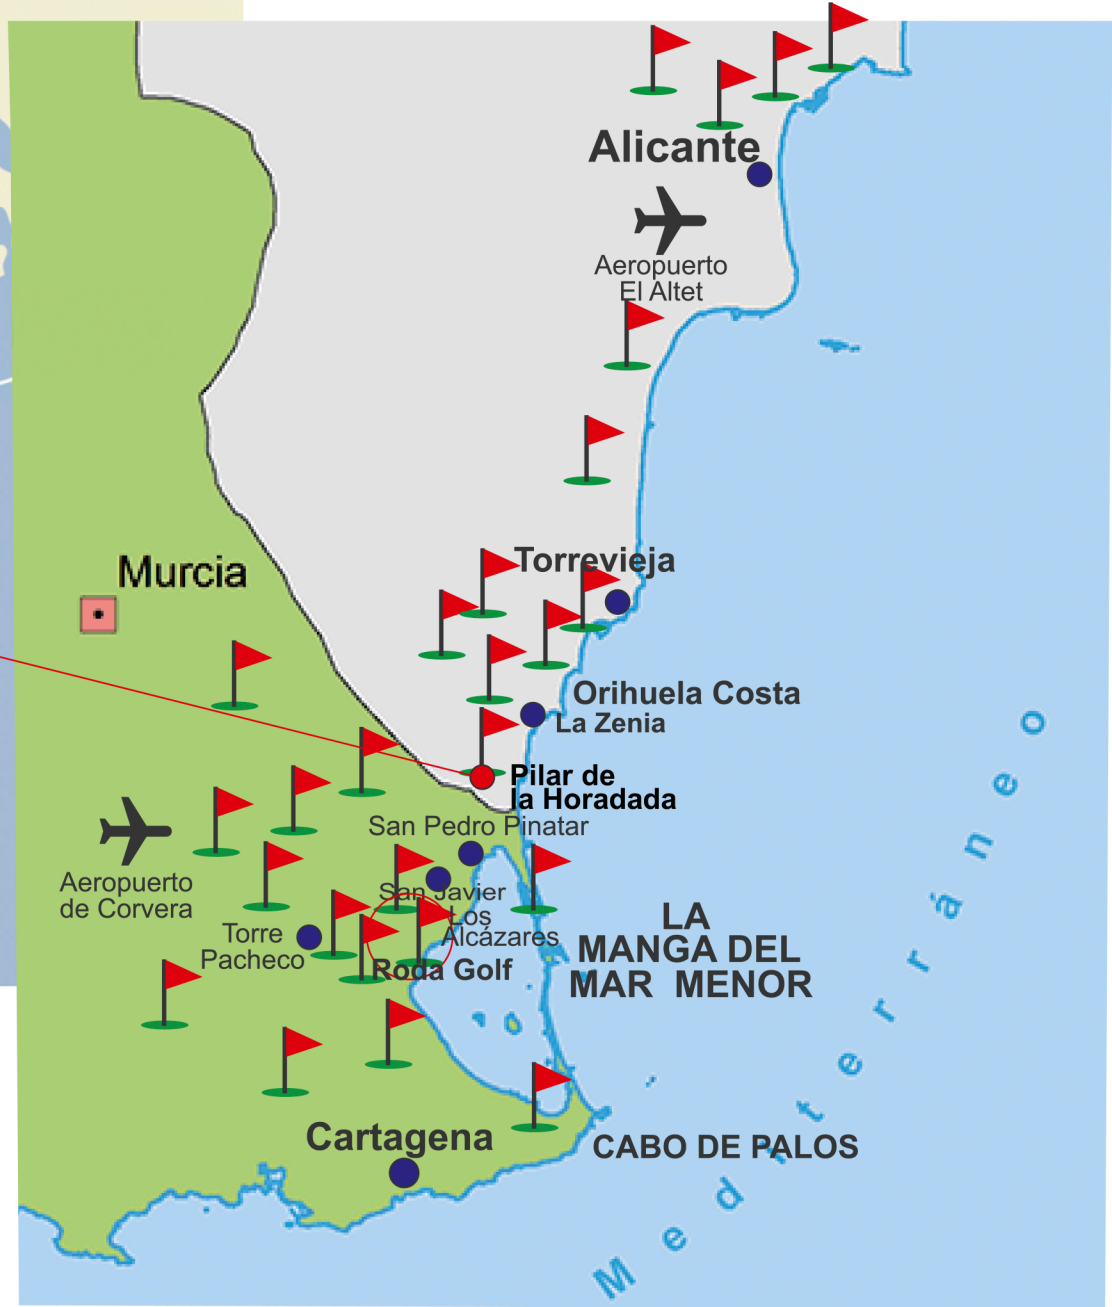 Alicante
Aeropuerto
El Altet
Torrevieja
Murcia
Orihuela Costa
La Zenia
Pilar de
la Horadada
San Pedro Pinatar
Aeropuerto
de Corvera
San Javier
Los
Alcázares
Torre
Pacheco
Roda Golf
LA
MANGA DEL
MAR MENOR
Cartagena
CABO DE PALOS
Mediterráneo